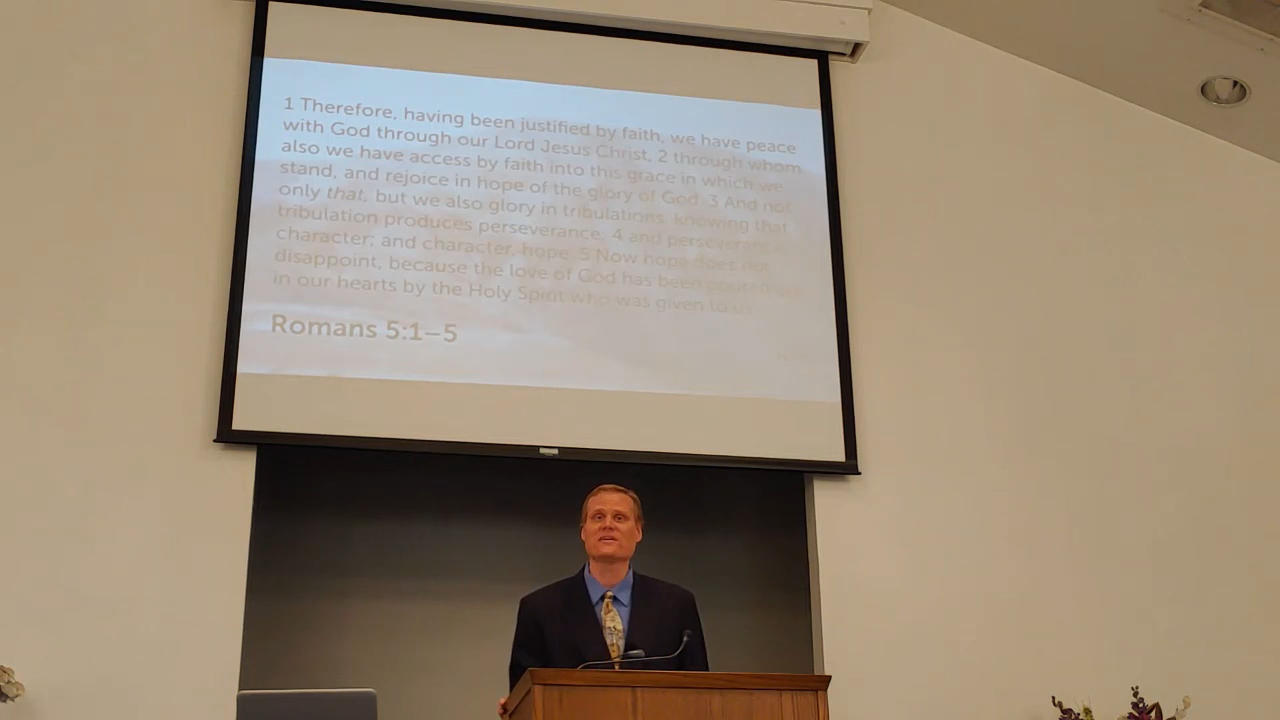 1 Therefore, having been justified by faith, we have peace
with God through our Lord Jesus Christ, 2 through whom
also we have access by faith into this grace in which we
stand, and rejoice in hope of the glory of God. 3 And not
only that, but we also glory in tribulations, knowing that
tribulation produces perseverance; 4 and perseverance,
character; and character, hope. 5 Now hope does not
disappoint, because the love of God has been poured out
in our hearts by the Holy Spirit who was given to us.
Romans 5:1–5